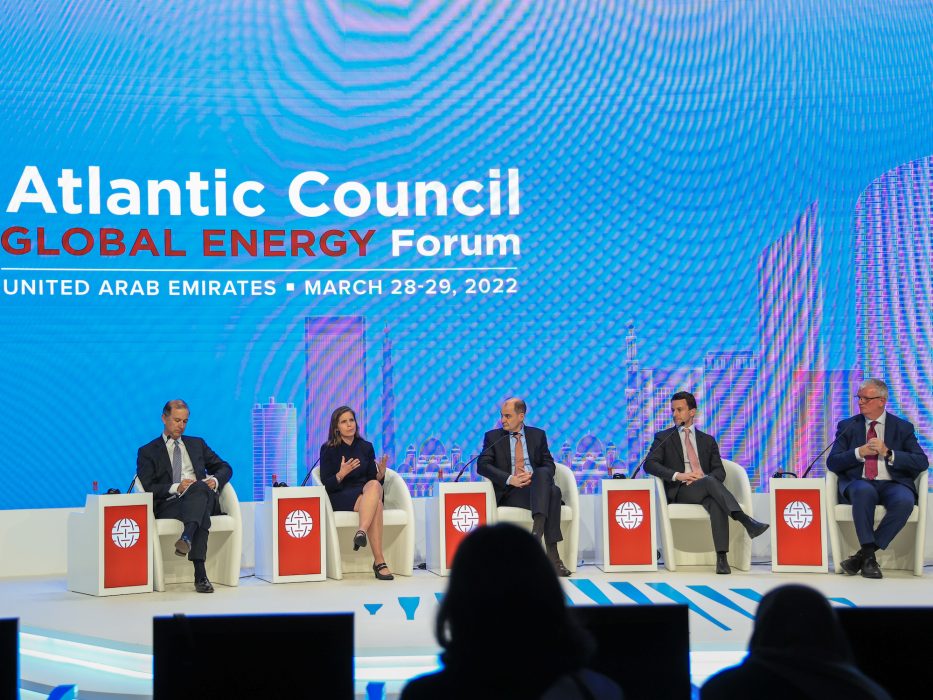 Atlantic Council
GLOBAL ENERGY Forum
UNITED ARAB EMIRATES ▪ MARCH 28-29, 2022